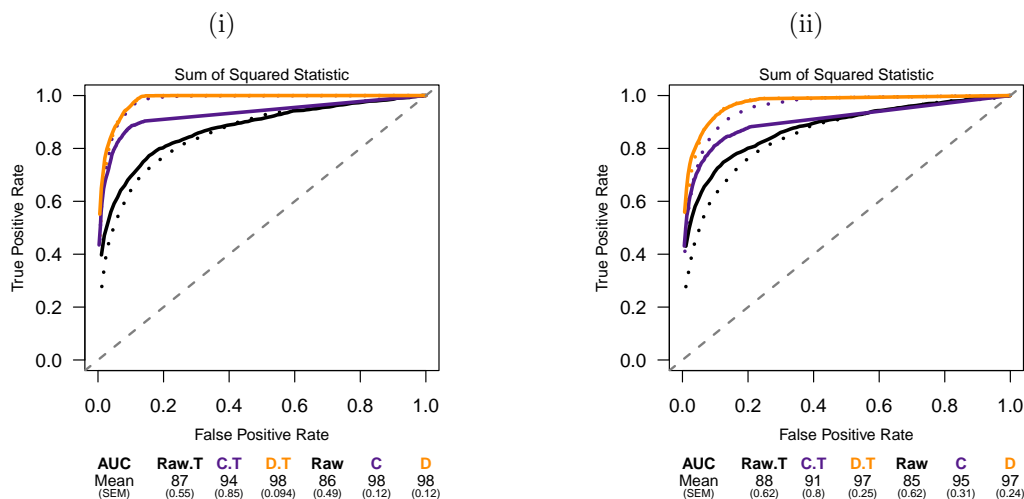 (i)
Sum of Squared Statistic
True Positive Rate
1.0
0.8
0.6
0.4
0.2
0.0
0.0 0.2 0.4 0.6 0.8 1.0
False Positive Rate
AUC Raw.T C.T D.T Raw C D
Mean 87 94 98 86 98 98
(SEM) (0.55) (0.85) (0.094) (0.49) (0.12) (0.12)
(ii)
Sum of Squared Statistic
True Positive Rate
1.0
0.8
0.6
0.4
0.2
0.0
0.0 0.2 0.4 0.6 0.8 1.0
False Positive Rate
AUC Raw.T C.T D.T Raw C D
Mean 88 91 97 85 95 97
(SEM) (0.62) (0.8) (0.25) (0.62) (0.31) (0.24)